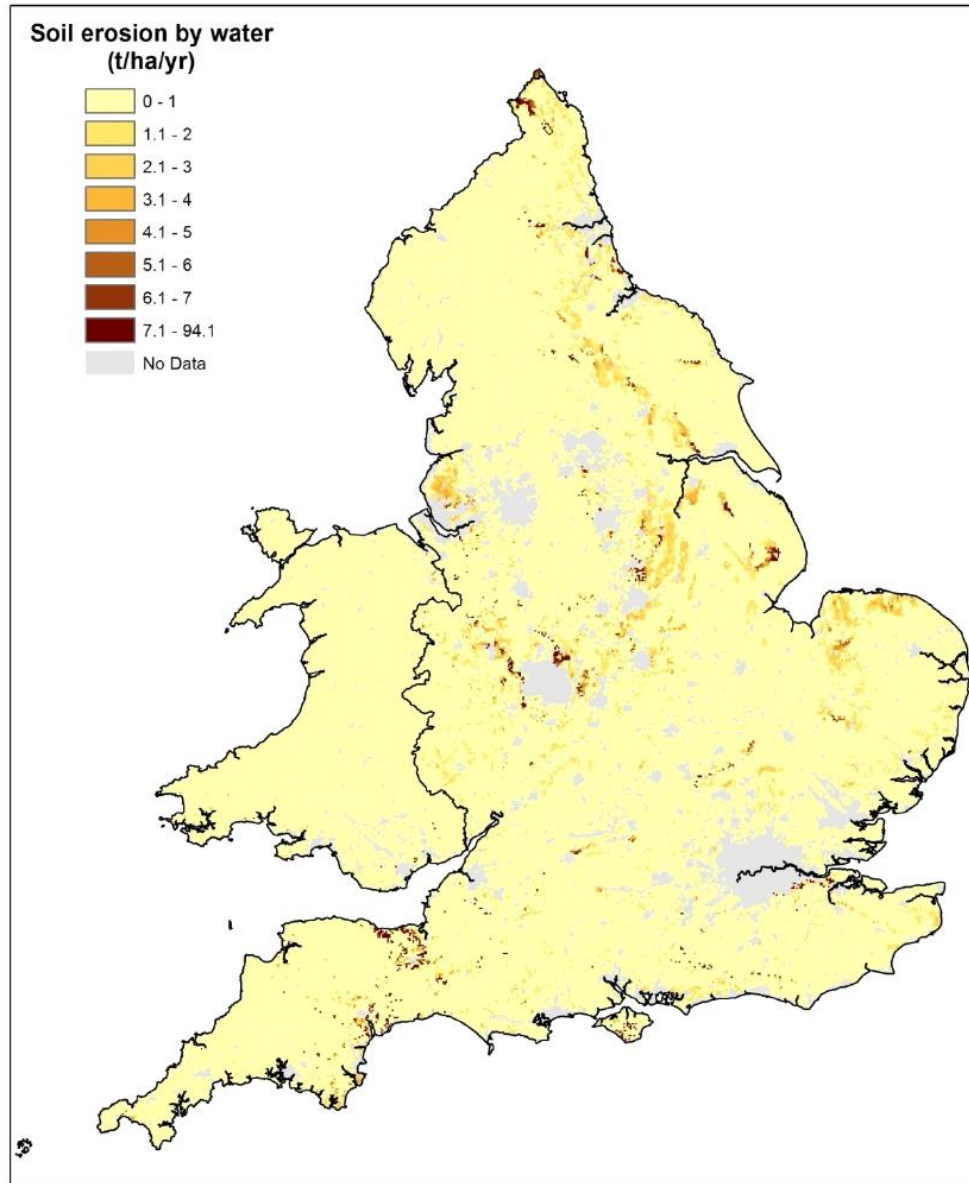 Soil erosion by water
(t/ha/yr)
0 - 1
1.1 - 2
2.1 - 3
3.1 - 4
4.1 - 5
5.1 - 6
6.1 - 7
7.1 - 94.1
No Data